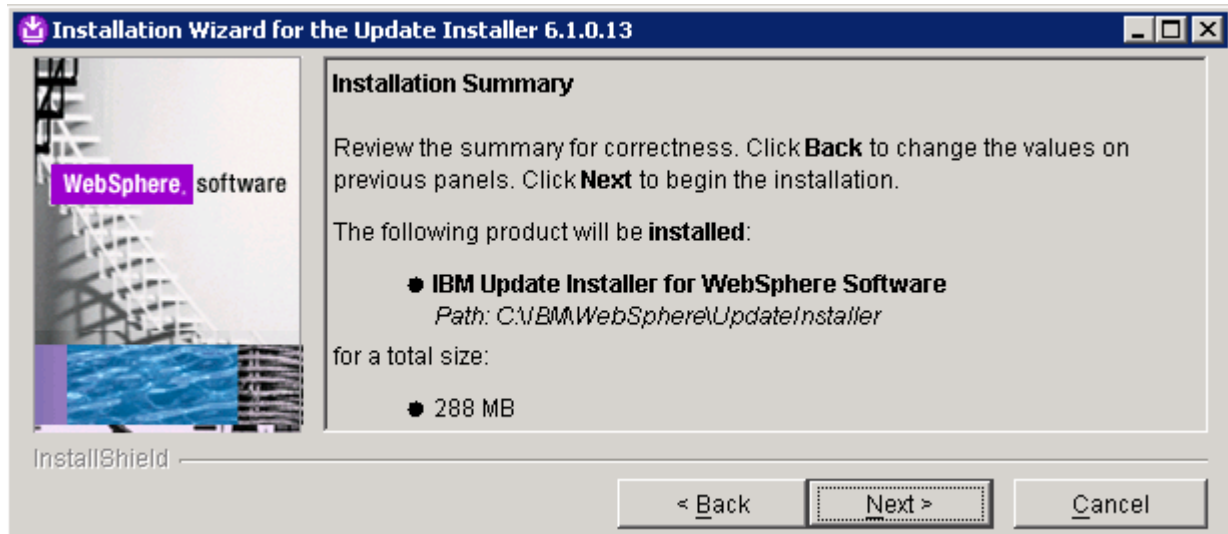 Installation Wizard for the Update Installer 6.1.0.13
Installation Summary
Review the summary for correctness. Click Back to change the values on
previous panels. Click Next to begin the installation.
WebSphere. software
The following product will be installed:
IBM Update Installer for WebSphere Software
Path: C:\IBM\WebSphere\UpdateInstaller
for a total size:
288 MB
InstallShield
< Back Next > Cancel